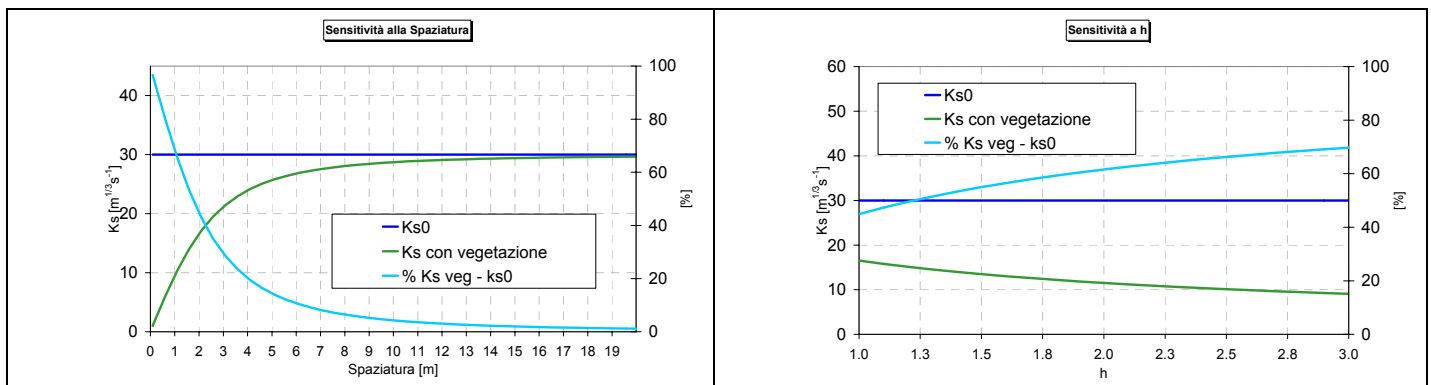 Sensitività alla Spaziatura
Ks [m1/3s-1]
40
30
20
10
0
100
80
60
40
20
0
[%]
Ks0
Ks con vegetazione
% Ks veg - ks0
0 1 2 3 4 5 6 7 8 9 10 11 12 13 14 15 16 17 18 19
Spaziatura [m]
Sensitività a h
Ks [m1/3s-1]
60
50
40
30
20
10
0
100
80
60
40
20
0
[%]
Ks0
Ks con vegetazione
% Ks veg - ks0
1.0 1.3 1.5 1.8 2.0 2.3 2.5 2.8 3.0
h